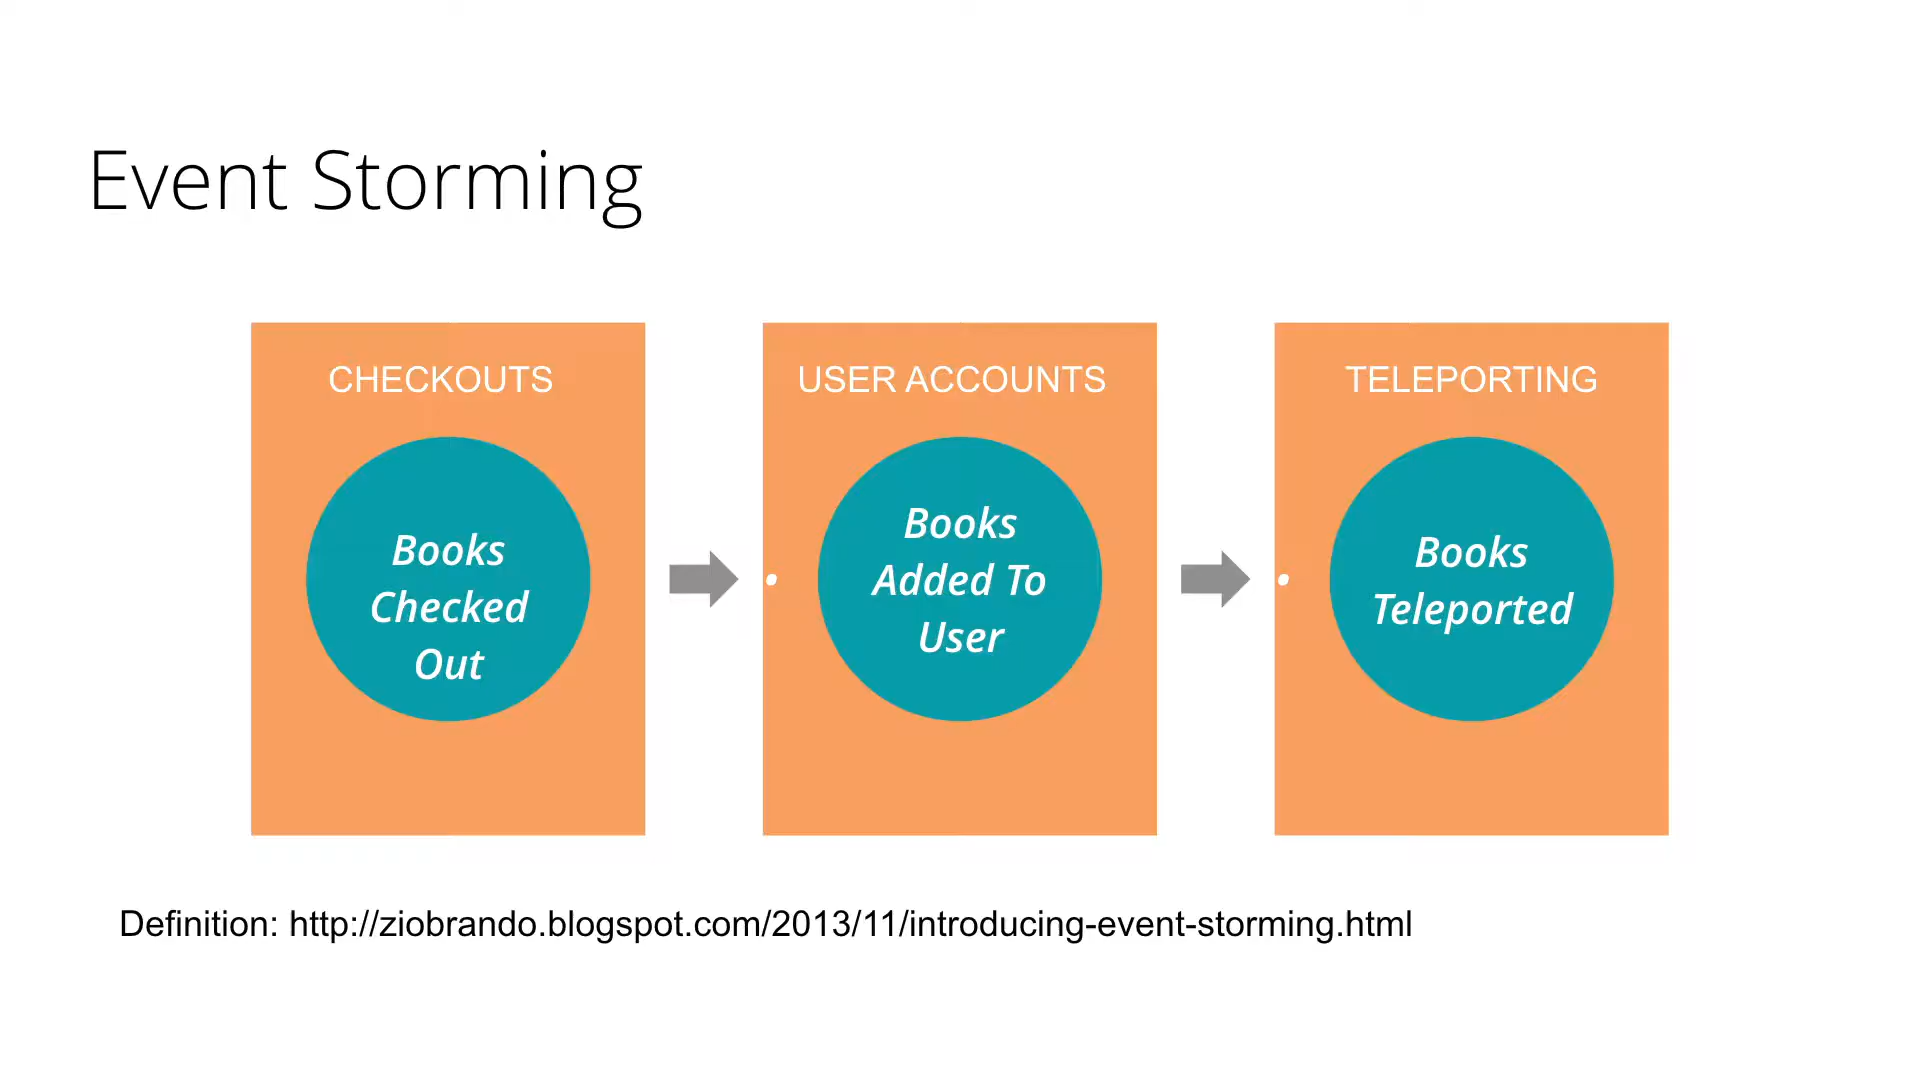 Event Storming
CHECKOUTS
Books
Checked
Out
USER ACCOUNTS
•
Books
Added To
User
TELEPORTING
•
Books
Teleported
Definition: http://ziobrando.blogspot.com/2013/11/introducing-event-storming.html